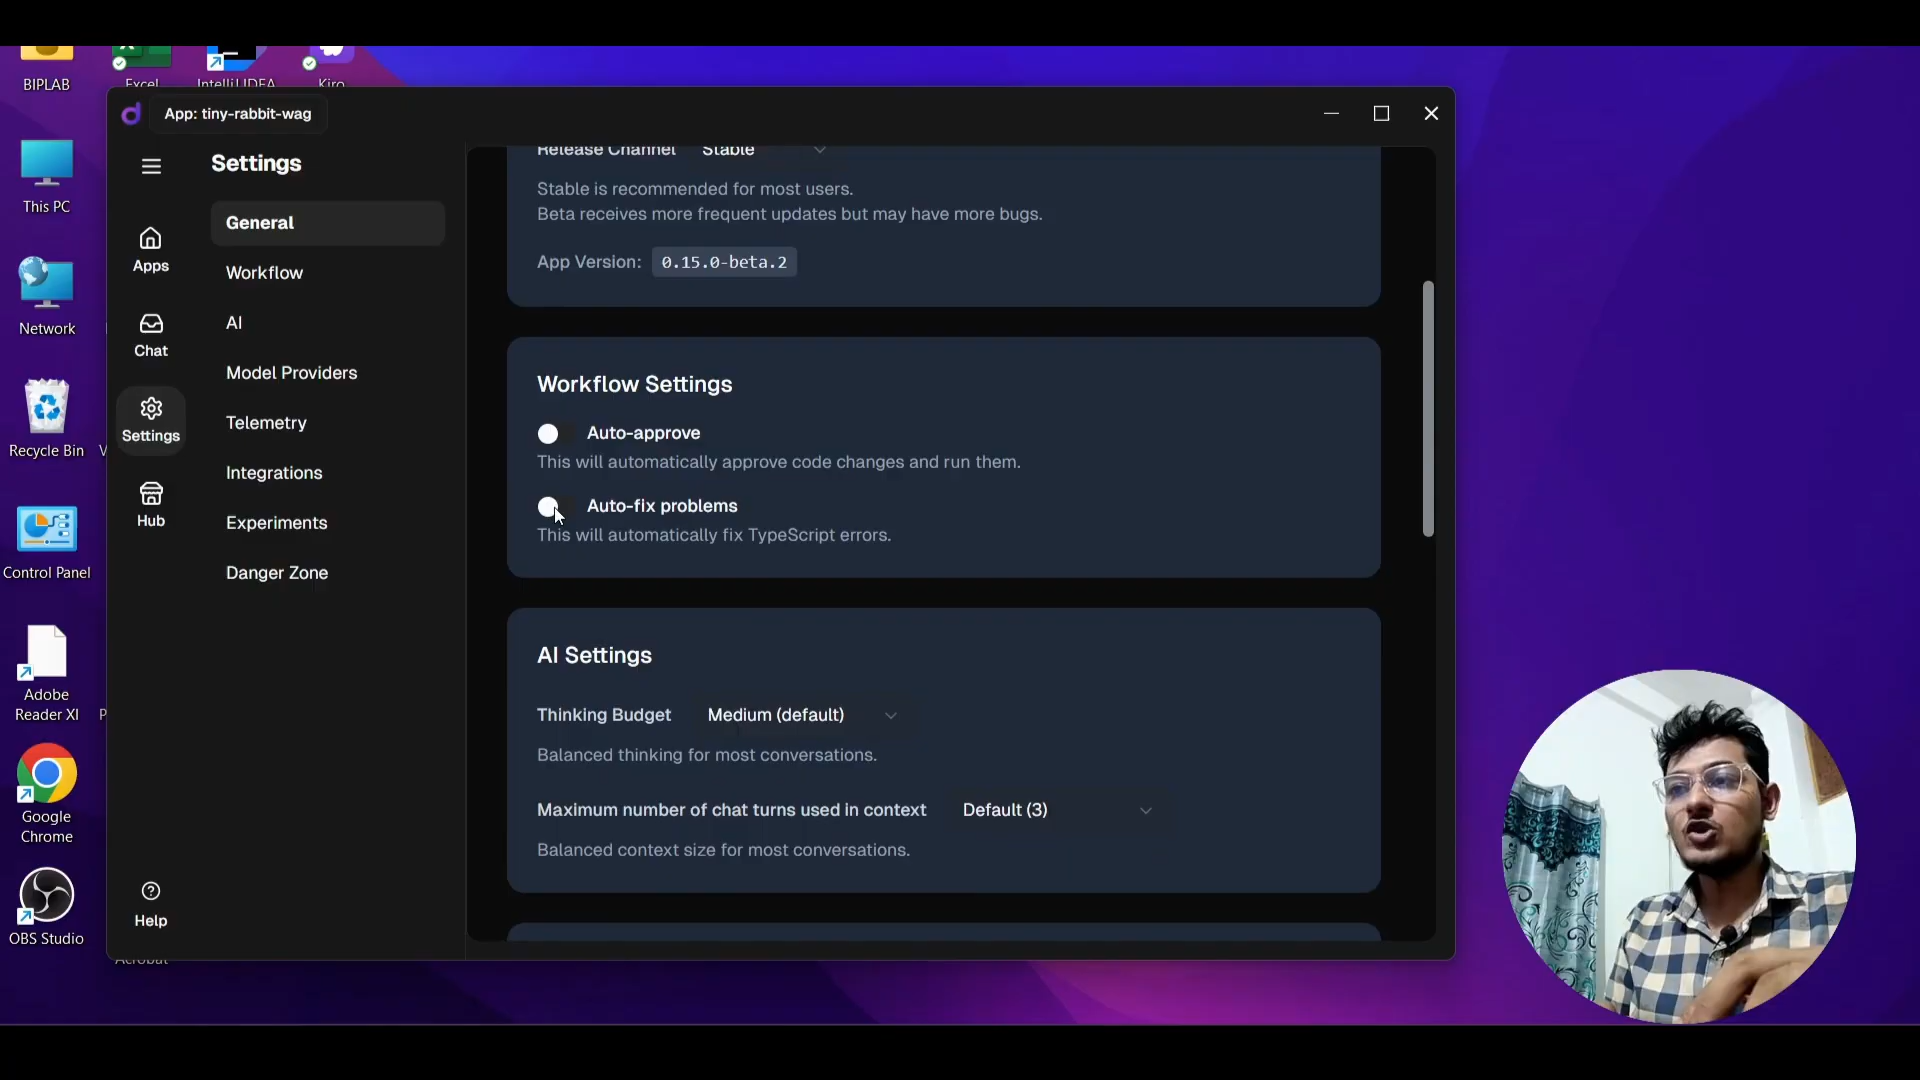 BIPLAB
Excel
IntelliJ IDEA
Kiro
This PC
Network
Recycle Bin
Control Panel
Adobe
Reader XI
Google
Chrome
OBS Studio
Acrobat
App: tiny-rabbit-wag
Apps
Chat
Settings
Hub
Help
Settings
General
Workflow
AI
Model Providers
Telemetry
Integrations
Experiments
Danger Zone
Release Channel Stable
Stable is recommended for most users.
Beta receives more frequent updates but may have more bugs.
App Version: 0.15.0-beta.2
Workflow Settings
Auto-approve
This will automatically approve code changes and run them.
Auto-fix problems
This will automatically fix TypeScript errors.
AI Settings
Thinking Budget Medium (default)
Balanced thinking for most conversations.
Maximum number of chat turns used in context Default (3)
Balanced context size for most conversations.